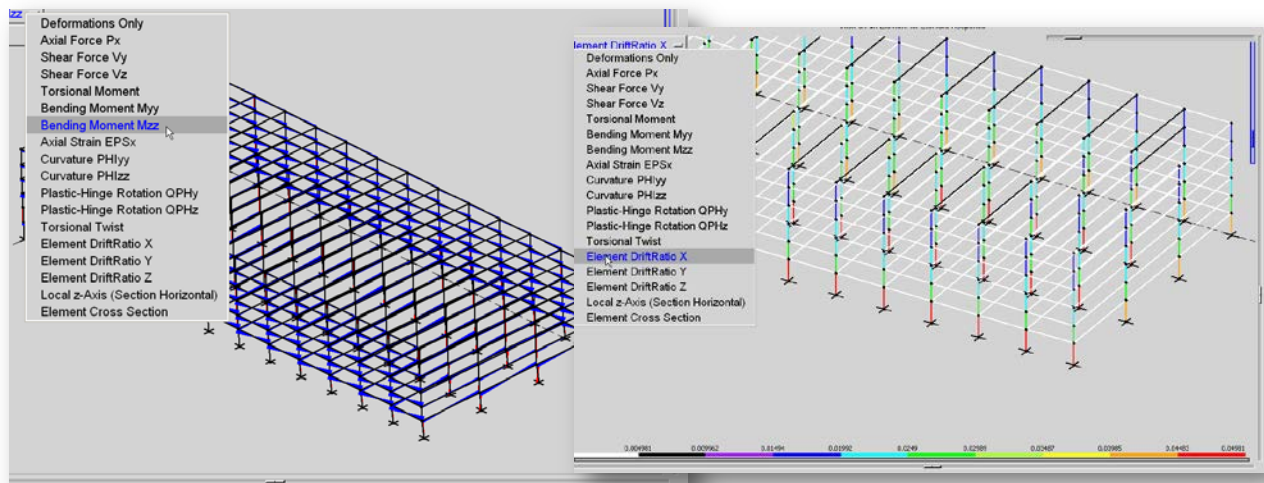 zz
Deformations Only
Axial Force Px
Shear Force Vy
Shear Force Vz
Torsional Moment
Bending Moment Myy
Bending Moment Mzz
Axial Strain EPSx
Curvature PHIyy
Curvature PHIzz
Plastic-Hinge Rotation QPHy
Plastic-Hinge Rotation QPHz
Torsional Twist
Element DriftRatio X
Element DriftRatio Y
Element DriftRatio Z
Local z-Axis (Section Horizontal)
Element Cross Section
lement DriftRatio X
Deformations Only
Axial Force Px
Shear Force Vy
Shear Force Vz
Torsional Moment
Bending Moment Myy
Bending Moment Mzz
Axial Strain EPSx
Curvature PHIyy
Curvature PHIzz
Plastic-Hinge Rotation QPHy
Plastic-Hinge Rotation QPHz
Torsional Twist
Element DriftRatio X
Element DriftRatio Y
Element DriftRatio Z
Local z-Axis (Section Horizontal)
Element Cross Section
0.004981 0.009962 0.01494 0.01992 0.0249 0.02989 0.03487 0.03985 0.04483 0.04981